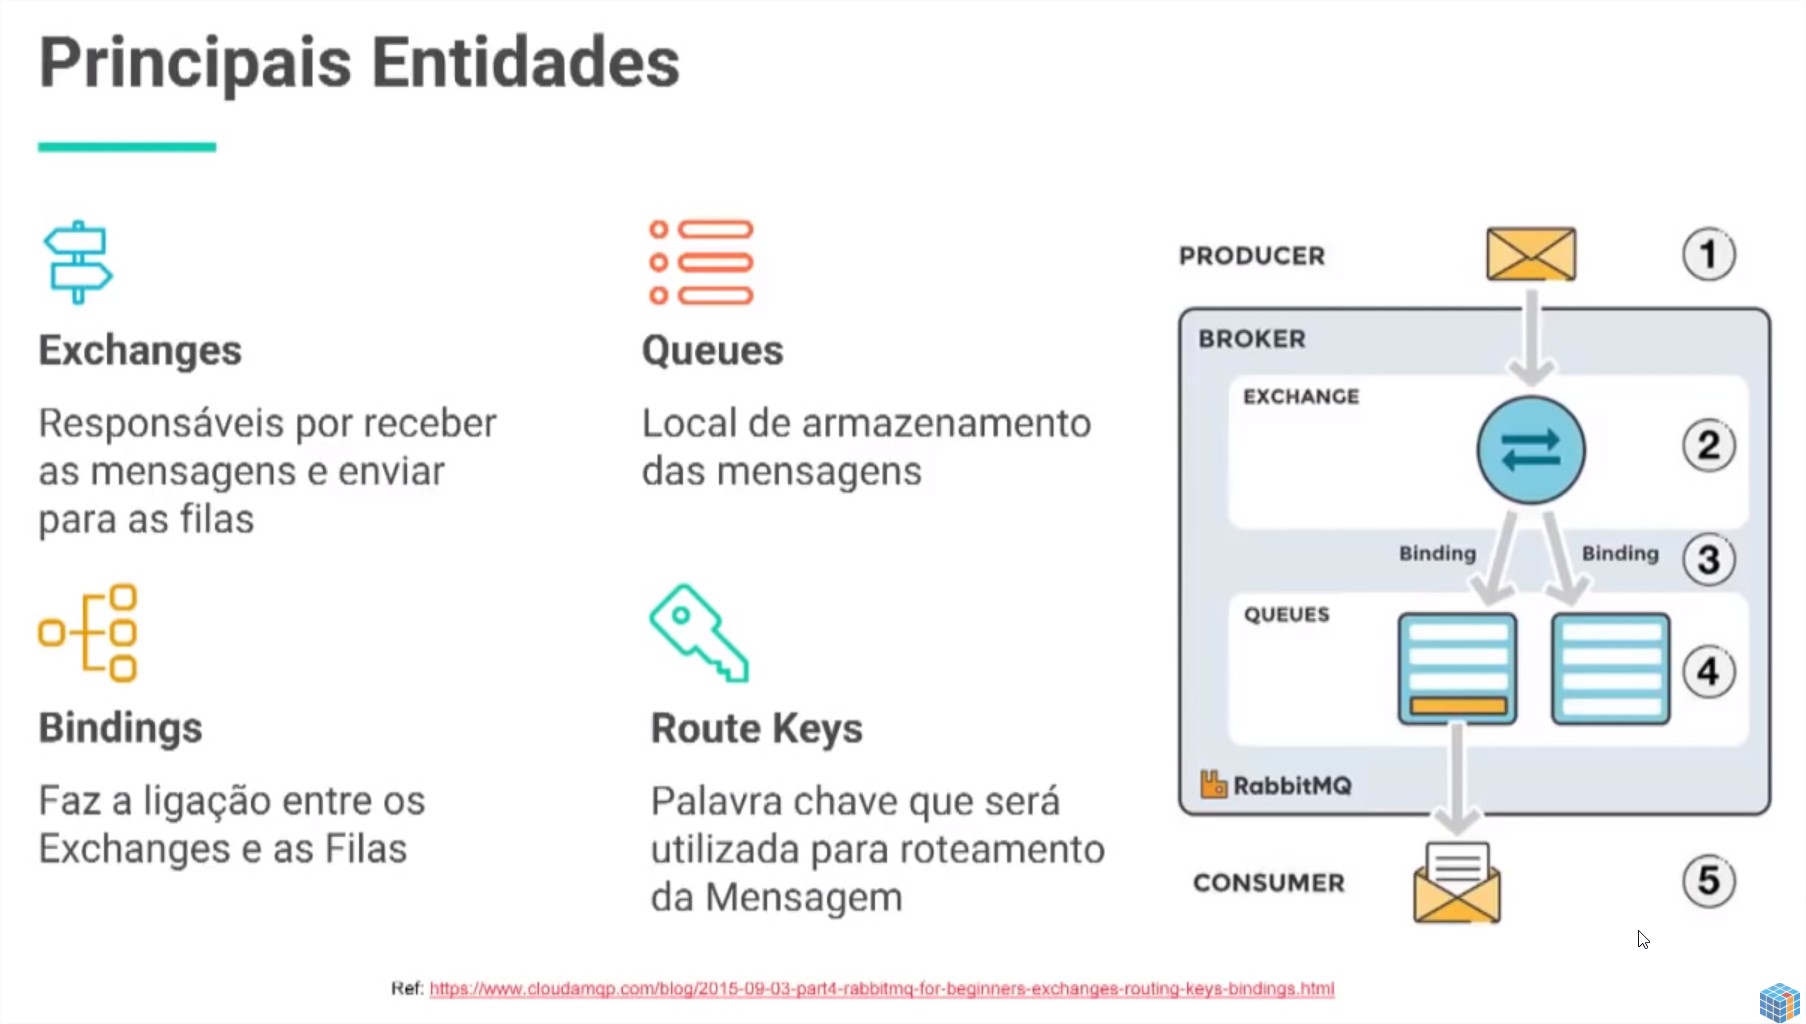 Principais Entidades
Exchanges
Responsáveis por receber
as mensagens e enviar
para as filas
Queues
Local de armazenamento
das mensagens
Bindings
Faz a ligação entre os
Exchanges e as Filas
Route Keys
Palavra chave que será
utilizada para roteamento
da Mensagem
PRODUCER
1
BROKER
EXCHANGE
2
Binding
Binding
3
QUEUES
4
RabbitMQ
CONSUMER
5
Ref: https://www.cloudamqp.com/blog/2015-09-03-part4-rabbitmq-for-beginners-exchanges-routing-keys-bindings.html